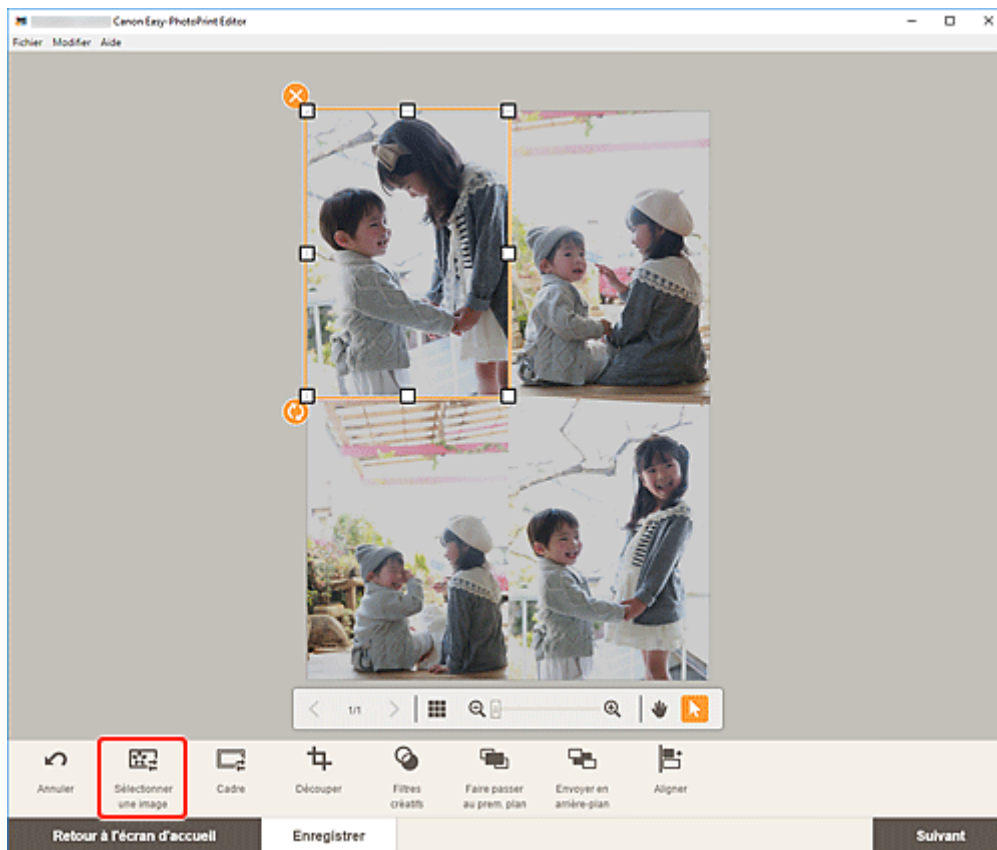 Canon Easy-PhotoPrint Editor
Fichier Modifier Aide
1/1
Annuler
Sélectionner
une image
Cadre
Découper
Filtres
créatifs
Faire passer
au prem. plan
Envoyer en
arrière-plan
Aligner
Retour à l'écran d'accueil
Enregistrer
Suivant